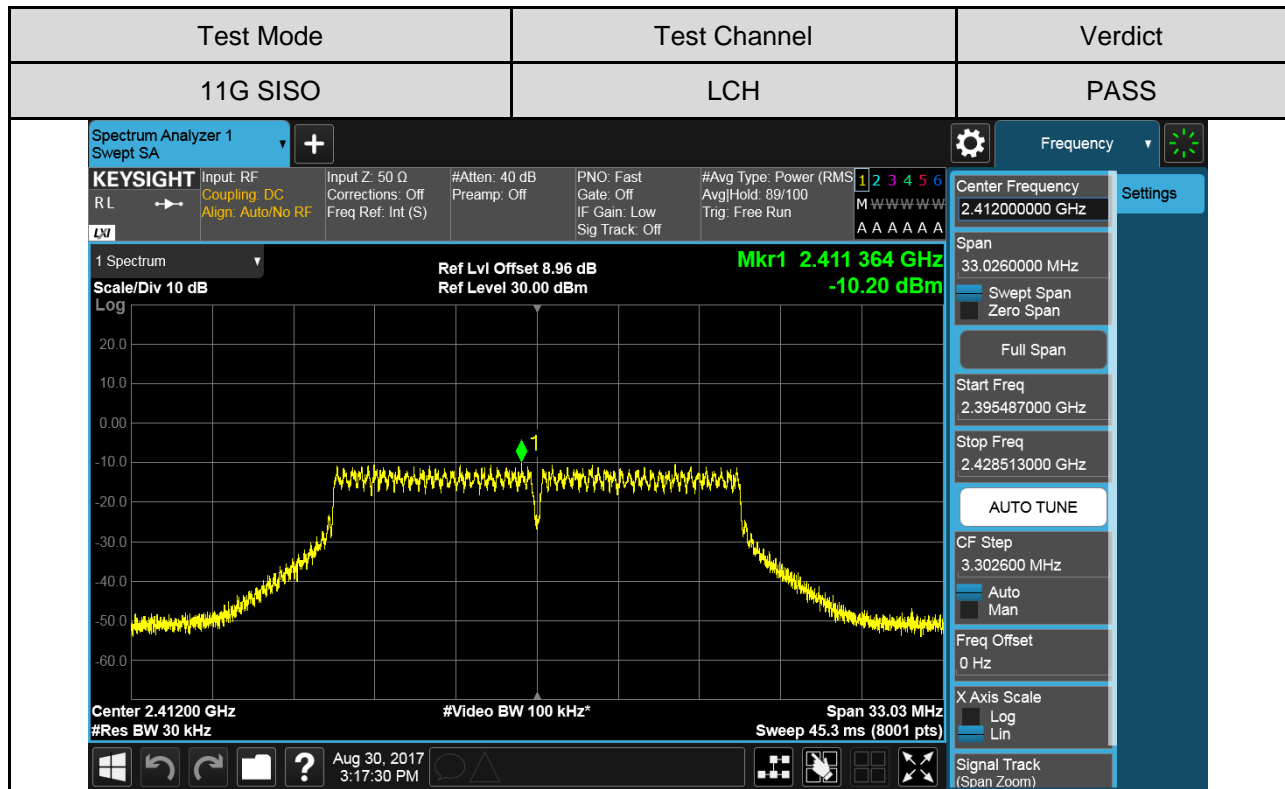 Test Mode Test Channel Verdict
11G SISO LCH PASS
Spectrum Analyzer 1
Swept SA
+
Frequency
KEYSIGHT Input: RF Input Z: 50 Ω #Atten: 40 dB PNO: Fast #Avg Type: Power (RMS 1 2 3 4 5 6
RL Coupling: DC Corrections: Off Preamp: Off Gate: Off Avg|Hold: 89/100 M W W W W W
Align: Auto/No RF Freq Ref: Int (S) IF Gain: Low Trig: Free Run
LXI Sig Track: Off A A A A A A
1 Spectrum
Scale/Div 10 dB
Ref Lvl Offset 8.96 dB
Ref Level 30.00 dBm
Mkr1 2.411 364 GHz
-10.20 dBm
Log
20.0
10.0
0.00
-10.0
-20.0
-30.0
-40.0
-50.0
-60.0
1
Center 2.41200 GHz #Video BW 100 kHz* Span 33.03 MHz
#Res BW 30 kHz Sweep 45.3 ms (8001 pts)
?
Aug 30, 2017
3:17:30 PM
Center Frequency
2.412000000 GHz
Settings
Span
33.0260000 MHz
Swept Span
Zero Span
Full Span
Start Freq
2.395487000 GHz
Stop Freq
2.428513000 GHz
AUTO TUNE
CF Step
3.302600 MHz
Auto
Man
Freq Offset
0 Hz
X Axis Scale
Log
Lin
Signal Track
(Span Zoom)